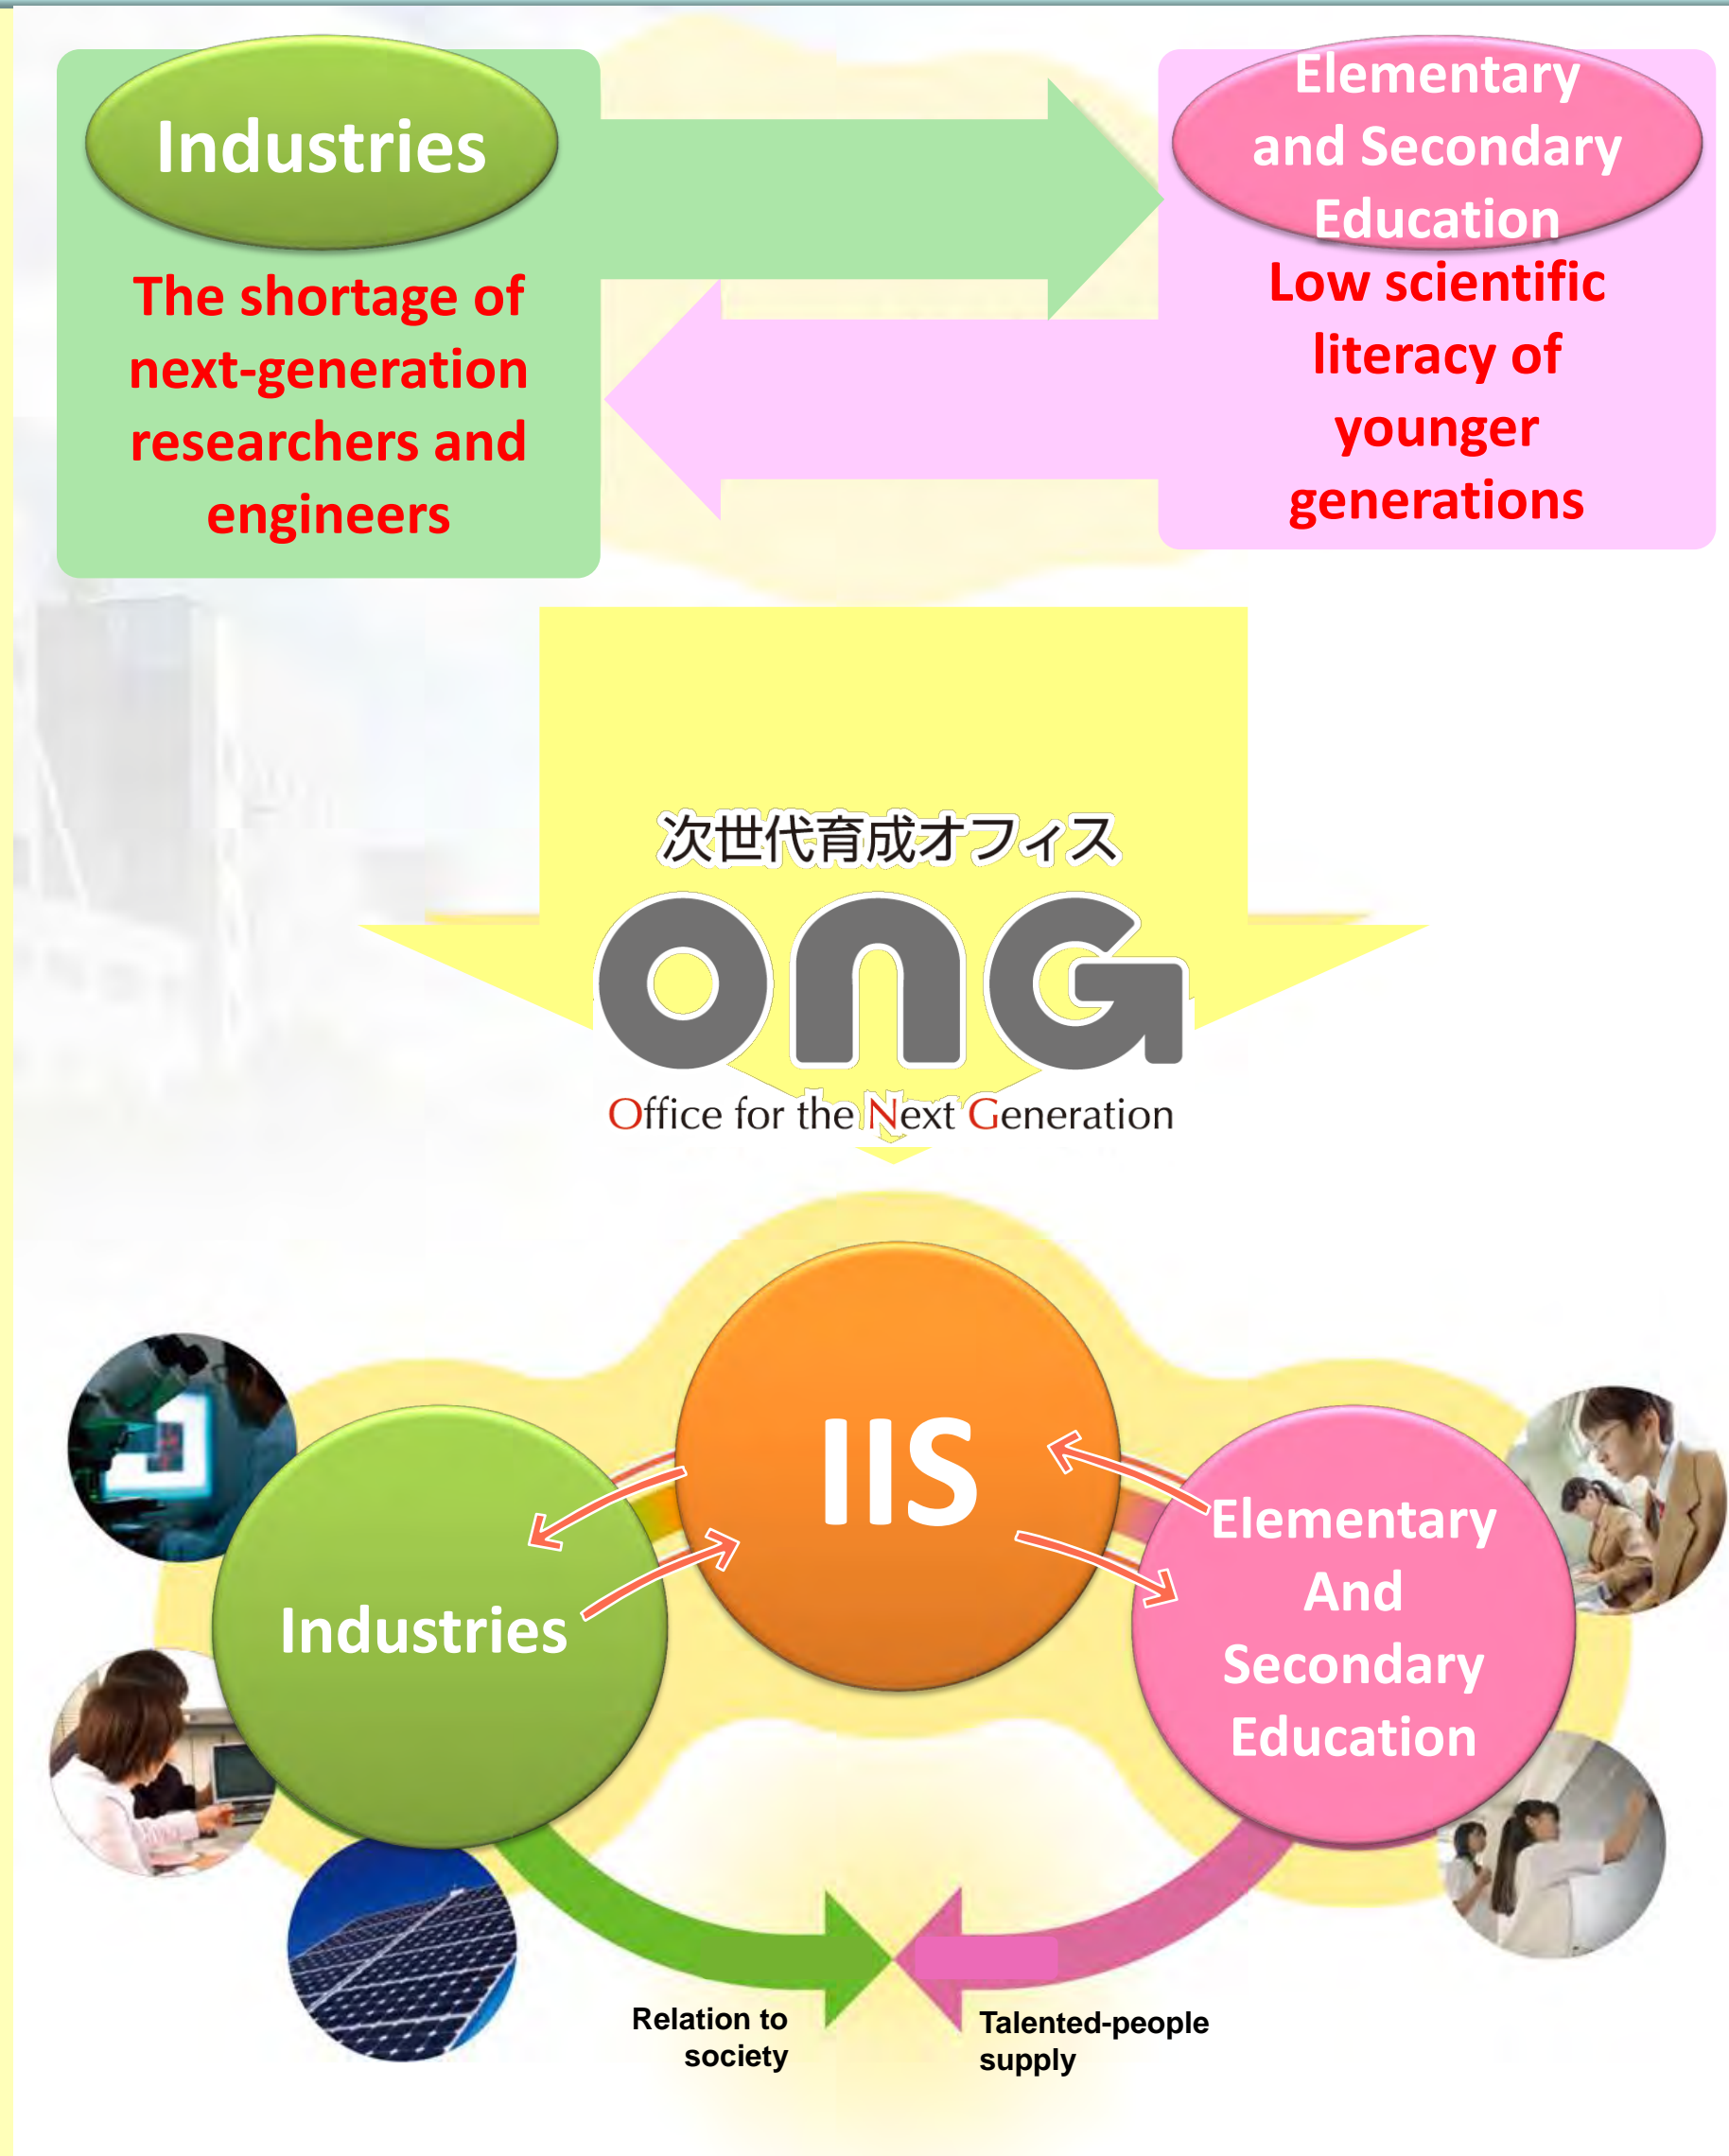 Industries
The shortage of
next-generation
researchers and
engineers
Elementary
and Secondary
Education
Low scientific
literacy of
younger
generations
次世代育成オフィス
ONG
Office for the Next Generation
IIS
Industries
Elementary
And
Secondary
Education
Relation to
society
Talented-people
supply